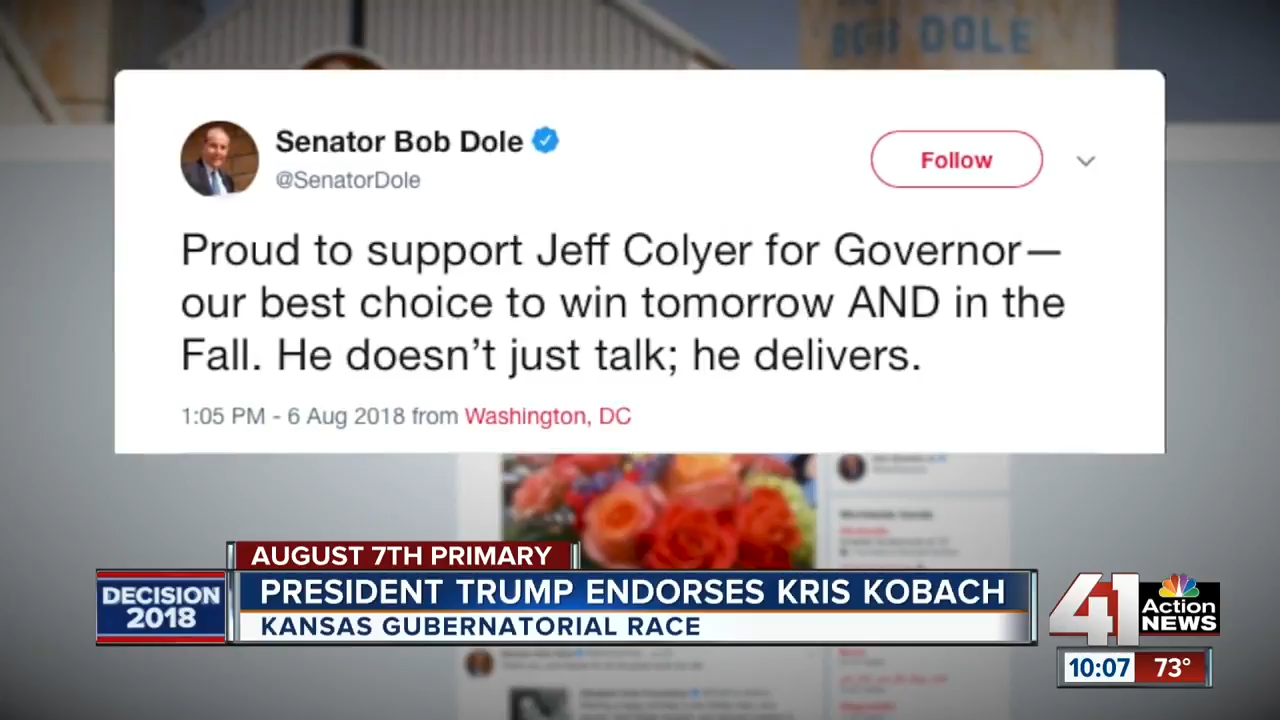 BOB DOLE
Senator Bob Dole
@SenatorDole
Follow
Proud to support Jeff Colyer for Governor—
our best choice to win tomorrow AND in the
Fall. He doesn't just talk; he delivers.
1:05 PM - 6 Aug 2018 from Washington, DC
AUGUST 7TH PRIMARY
DECISION
2018
PRESIDENT TRUMP ENDORSES KRIS KOBACH
KANSAS GUBERNATORIAL RACE
41
Action
NEWS
10:07 73°